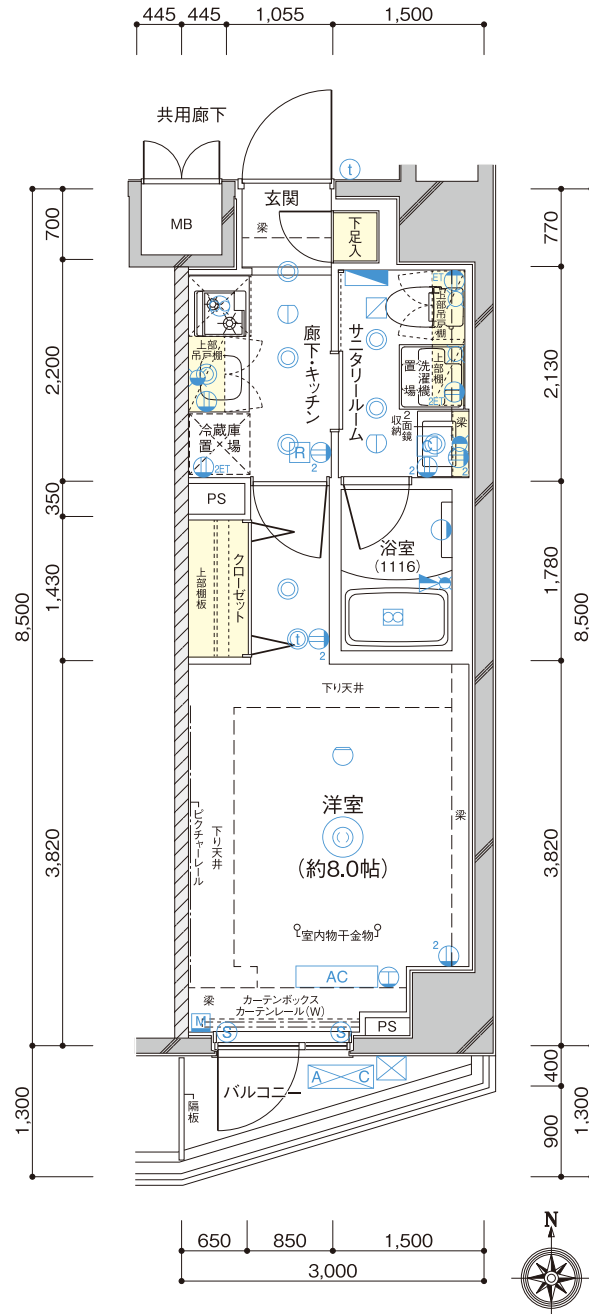 445
445
1,055
1,500
共用廊下
t
玄関
MB
梁
下足入
700
770
ET
上部吊戸棚
上部吊戸棚
廊下・キッチン
サニタリールーム
上部棚
洗濯機置場
2ET
2,200
2,130
冷蔵庫置場
2ET
R
2
2面鏡収納
梁
C
2
2
PS
350
クローゼット
上部棚板
浴室
(1116)
1,430
1,780
8,500
8,500
t
2
下り天井
ピクチャーレール
下り天井
洋室
(約8.0帖)
梁
3,820
3,820
室内物干金物
2
AC
梁
カーテンボックス
カーテンレール(W)
PS
M
S
S
バルコニー
A C
隔板
1,300
400
900
1,300
650
850
1,500
3,000
N